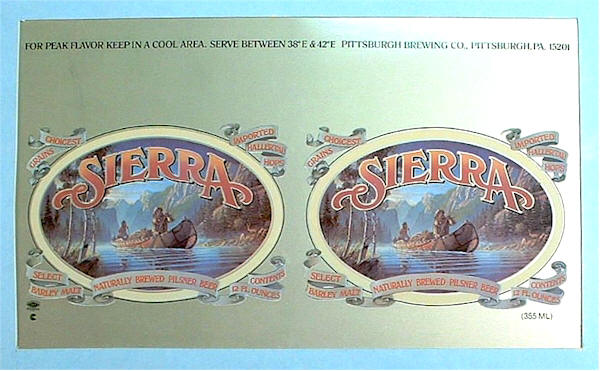 FOR PEAK FLAVOR KEEP IN A COOL AREA. SERVE BETWEEN 38°F & 42°F PITTSBURGH BREWING CO., PITTSBURGH, PA. 15201
CHOICEST
GRAINS
IMPORTED
HALLERTAU
HOPS
SIERRA
SELECT
BARLEY MALT
NATURALLY BREWED PILSNER BEER
CONTENTS
12 FL. OUNCES
CHOICEST
GRAINS
IMPORTED
HALLERTAU
HOPS
SIERRA
SELECT
BARLEY MALT
NATURALLY BREWED PILSNER BEER
CONTENTS
12 FL. OUNCES
(355 ML)